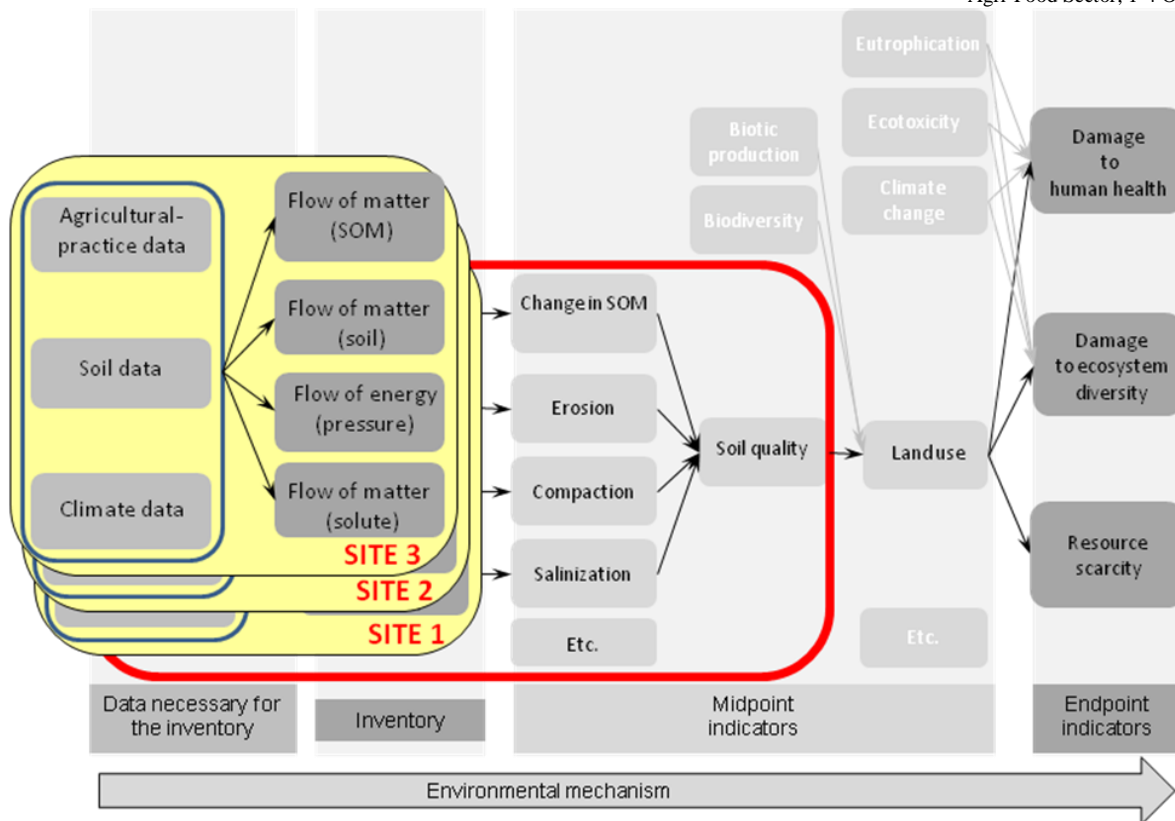 Agri-Food Sector, 1-4 O
Eutrophication
Biotic
production
Ecotoxicity
Damage
to
human health
Climate
change
Biodiversity
Agricultural-
practice data
Flow of matter
(SOM)
Flow of matter
(soil)
Change in SOM
Soil data
Flow of energy
(pressure)
Erosion
Damage
to ecosystem
diversity
Soil quality
Land use
Climate data
Flow of matter
(solute)
Compaction
Salinization
Resource
scarcity
SITE 3
SITE 2
SITE 1
Etc.
Etc.
Data necessary for
the inventory
Inventory
Midpoint
indicators
Endpoint
indicators
Environmental mechanism